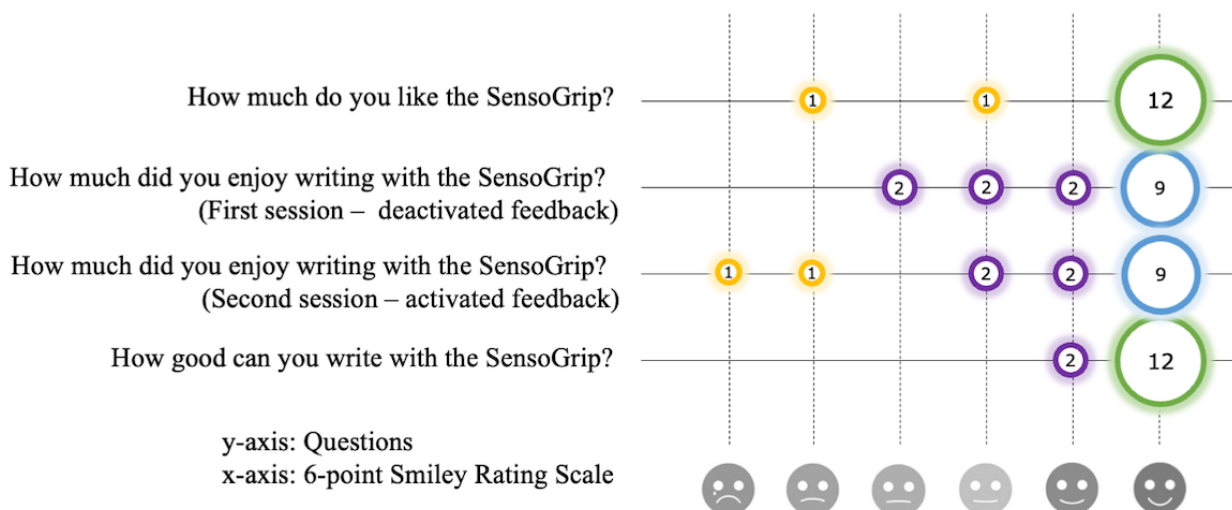 How much do you like the SensoGrip?
1 1 12
How much did you enjoy writing with the SensoGrip?
(First session – deactivated feedback)
2 2 2 9
How much did you enjoy writing with the SensoGrip?
(Second session – activated feedback)
1 1 2 2 9
How good can you write with the SensoGrip?
2 12
y-axis: Questions
x-axis: 6-point Smiley Rating Scale